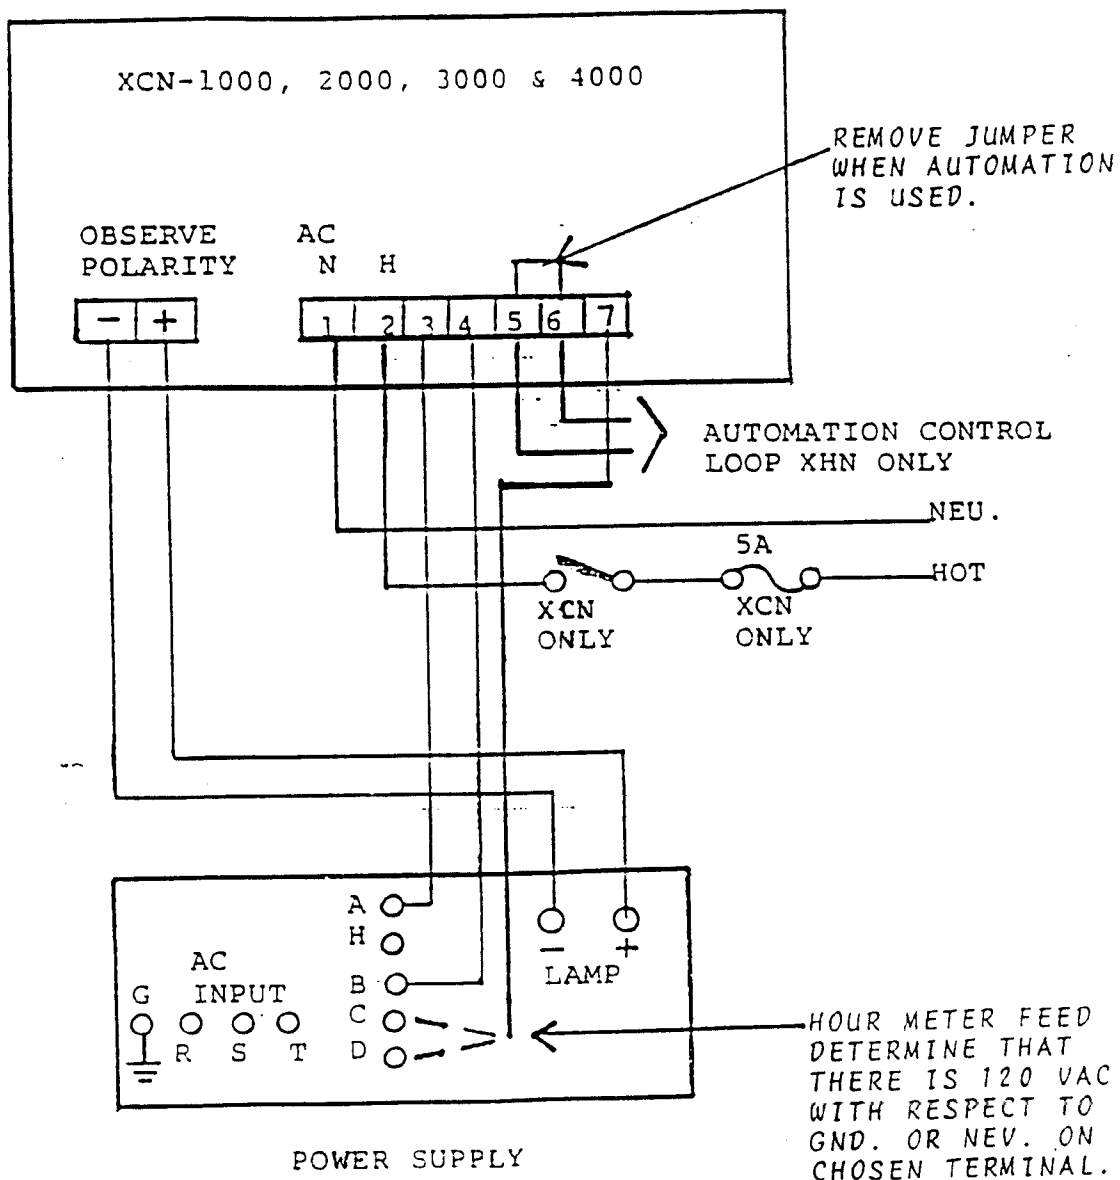 XCN-1000, 2000, 3000 & 4000
REMOVE JUMPER
WHEN AUTOMATION
IS USED.
OBSERVE
POLARITY
AC
N H
- +
1 2 3 4 5 6 7
AUTOMATION CONTROL
LOOP XHN ONLY
NEU.
5A
HOT
XCN
ONLY
XCN
ONLY
A
H
B
C
D
AC
INPUT
G
R S T
- +
LAMP
HOUR METER FEED
DETERMINE THAT
THERE IS 120 VAC
WITH RESPECT TO
GND. OR NEV. ON
CHOSEN TERMINAL.
POWER SUPPLY